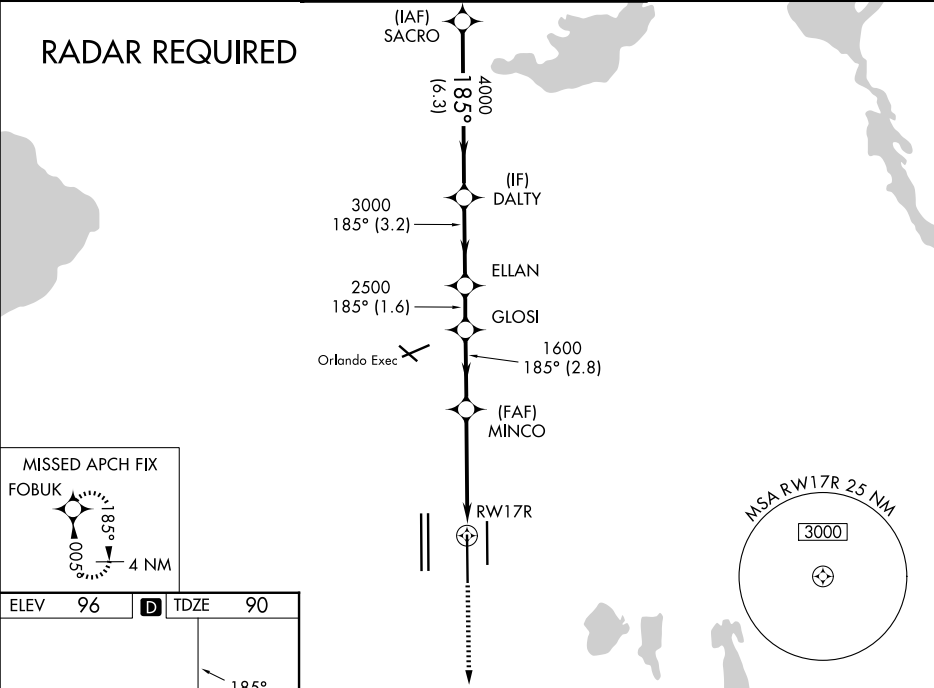 RADAR REQUIRED
(IAF)
SACRO
4000
185°
(6.3)
(IF)
DALTY
3000
185° (3.2)
ELLAN
2500
185° (1.6)
GLOSI
Orlando Exec
1600
185° (2.8)
(FAF)
MINCO
RW17R
MISSED APCH FIX
FOBUK
185°
005°
4 NM
MSA RW17R 25 NM
3000
ELEV 96 D TDZE 90
185°